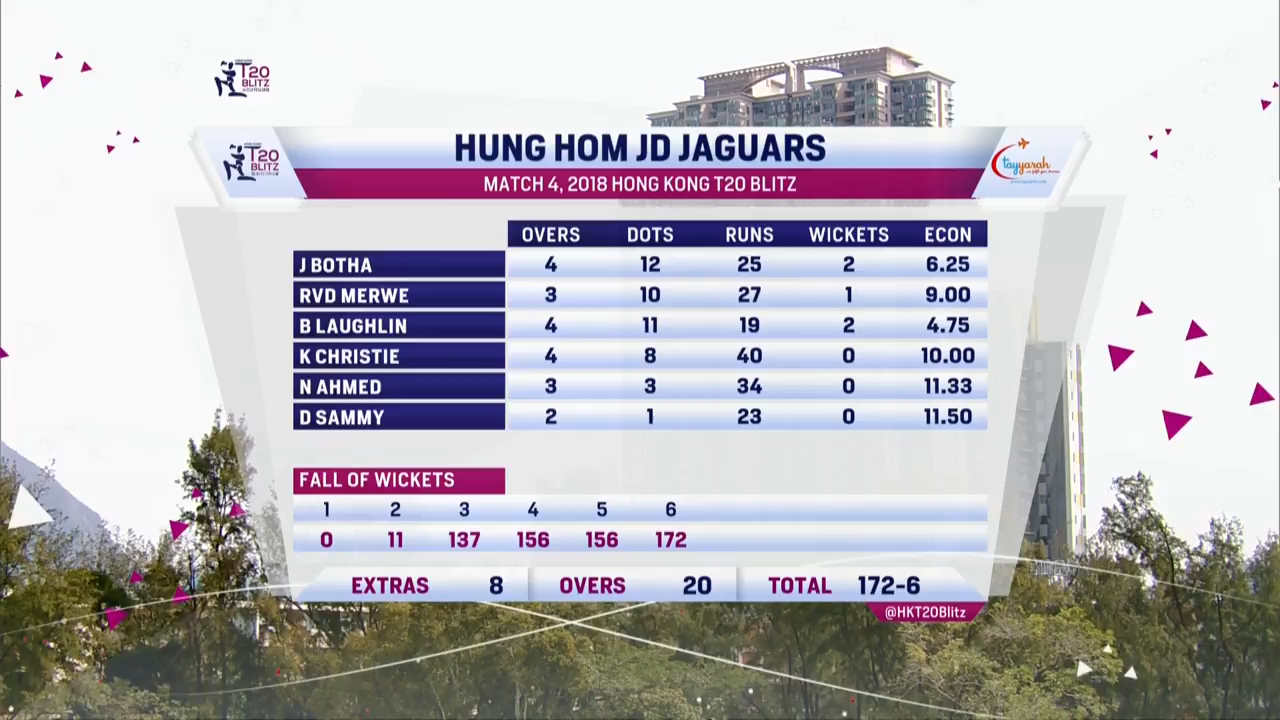 T20
BLITZ
HUNG HOM JD JAGUARS
T20
BLITZ
tayyarah
MATCH 4, 2018 HONG KONG T20 BLITZ
OVERS DOTS RUNS WICKETS ECON
J BOTHA 4 12 25 2 6.25
RVD MERWE 3 10 27 1 9.00
B LAUGHLIN 4 11 19 2 4.75
K CHRISTIE 4 8 40 0 10.00
N AHMED 3 3 34 0 11.33
D SAMMY 2 1 23 0 11.50
FALL OF WICKETS
1 2 3 4 5 6
0 11 137 156 156 172
EXTRAS 8 OVERS 20 TOTAL 172-6
@HKT20Blitz